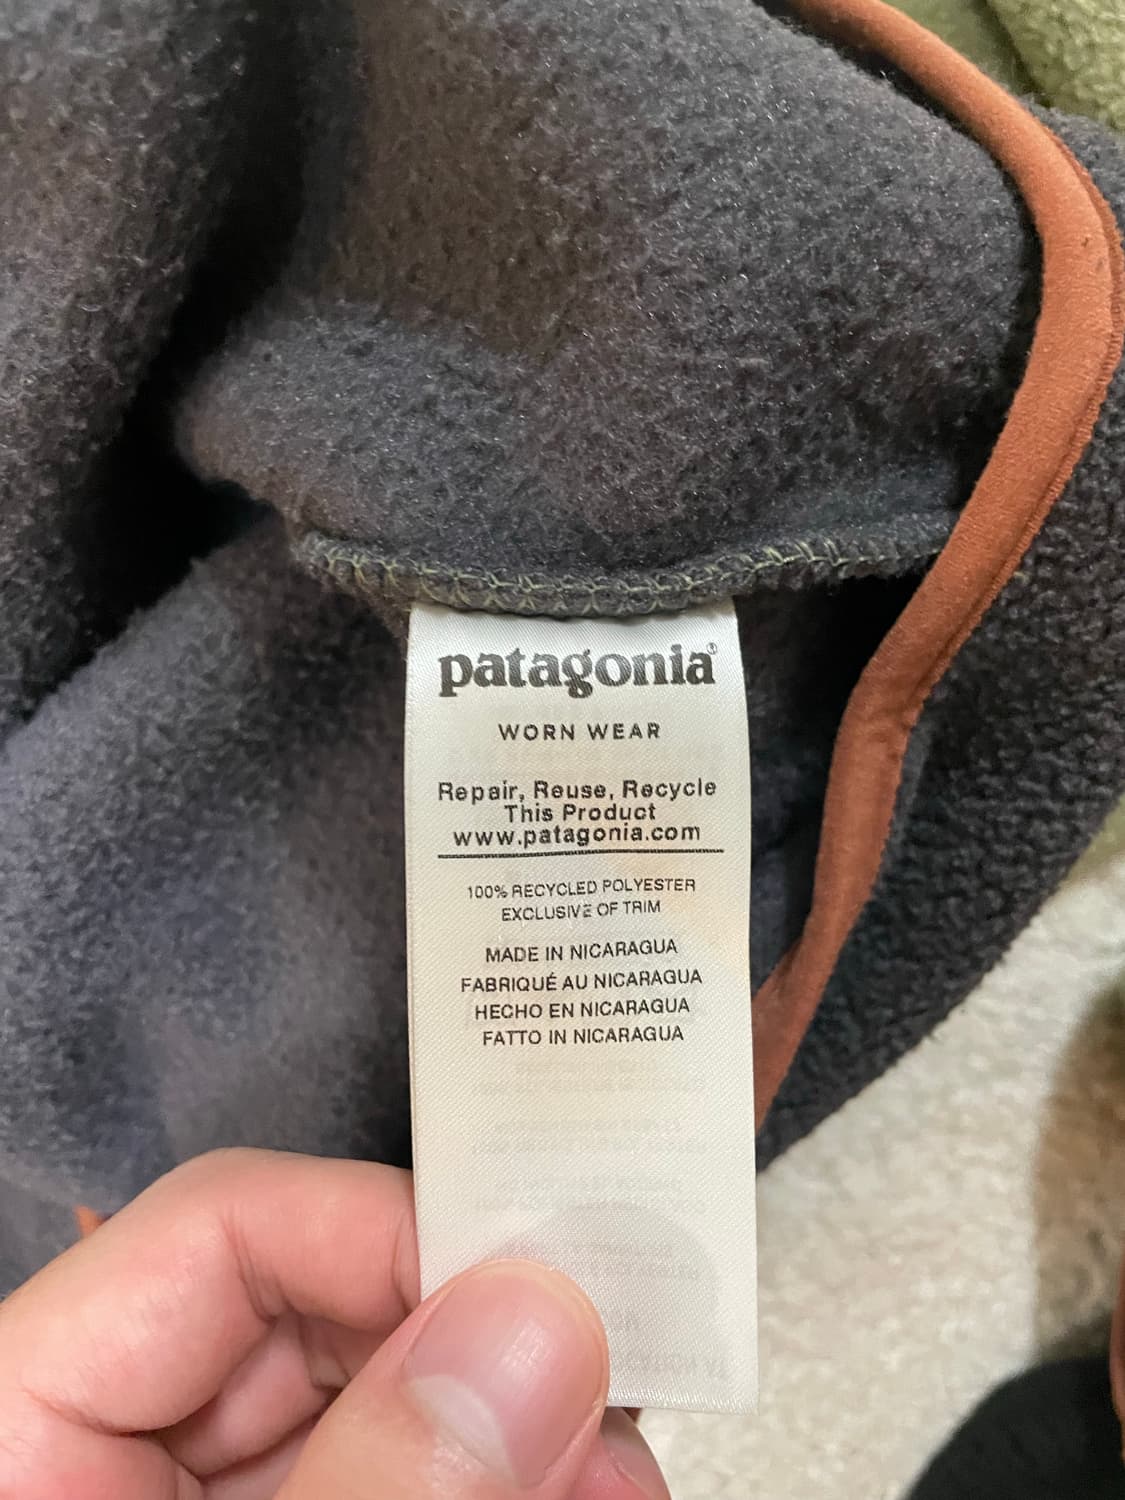 patagonia®
WORN WEAR
Repair, Reuse, Recycle
This Product
www.patagonia.com
100% RECYCLED POLYESTER
EXCLUSIVE OF TRIM
MADE IN NICARAGUA
FABRIQUÉ AU NICARAGUA
HECHO EN NICARAGUA
FATTO IN NICARAGUA